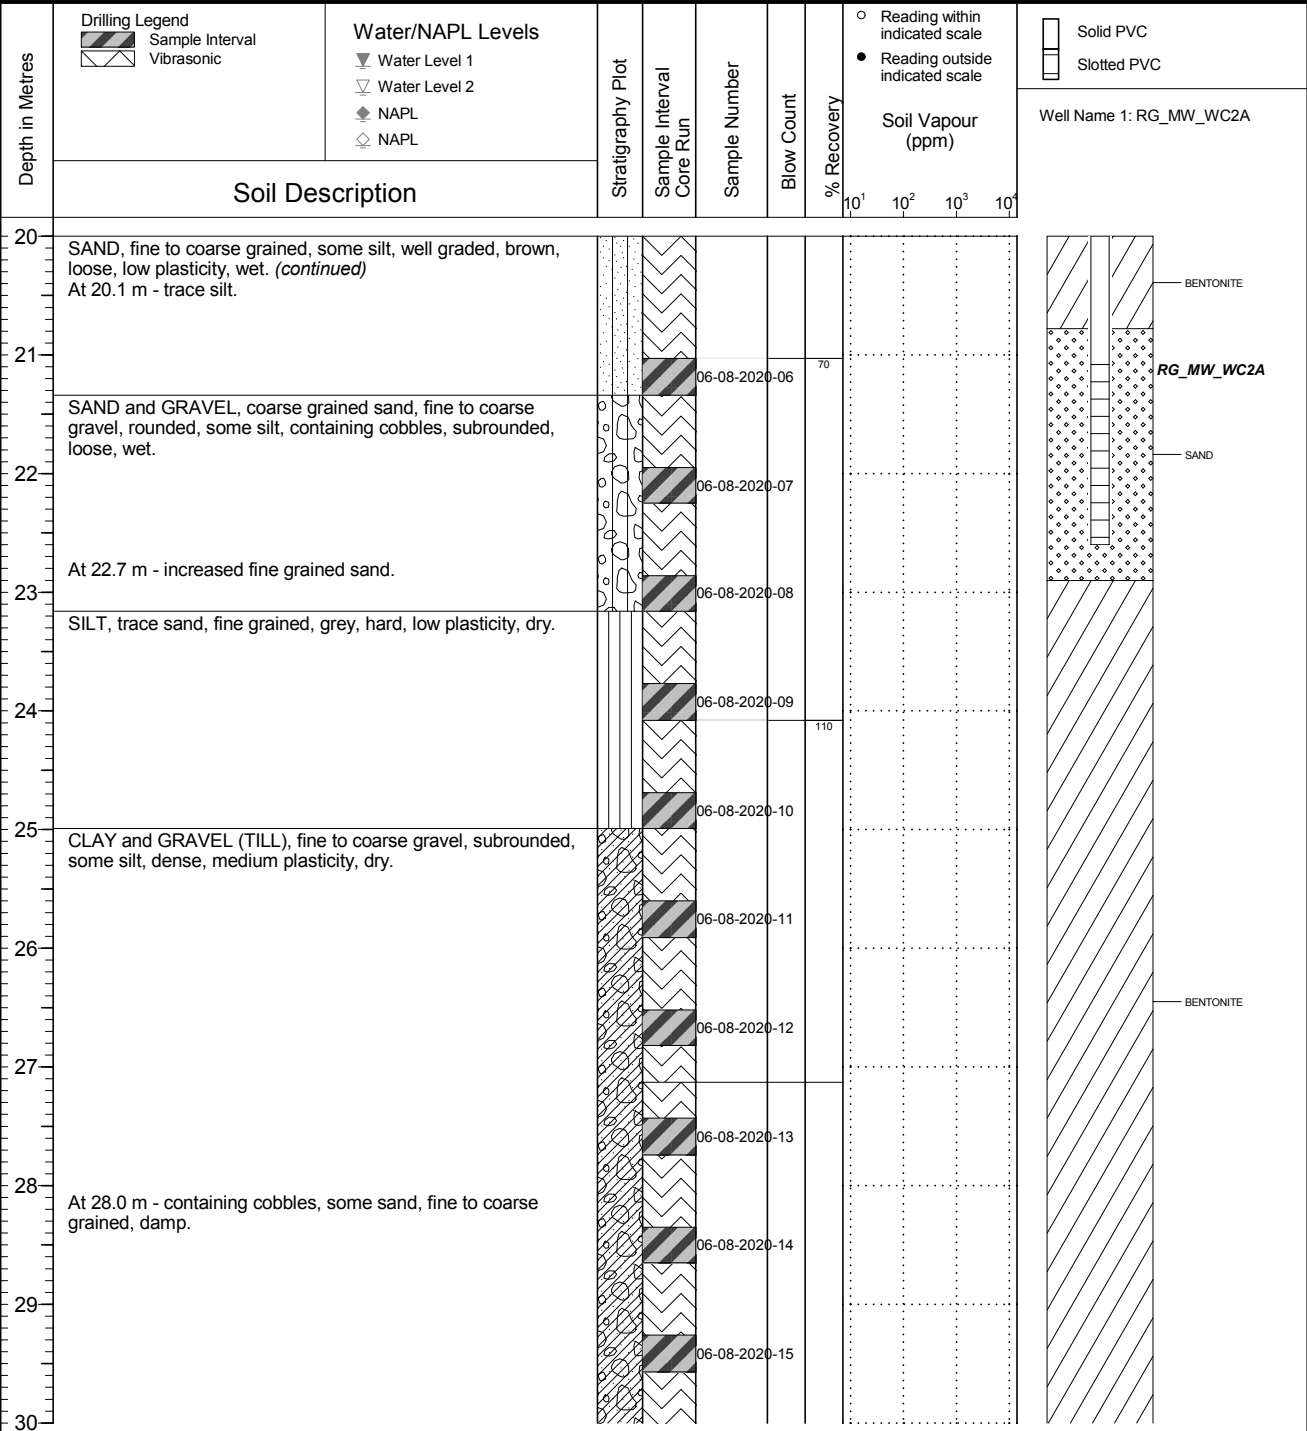 Depth in Metres
Drilling Legend
Sample Interval
Vibrasonic
Water/NAPL Levels
Water Level 1
Water Level 2
NAPL
NAPL
Soil Description
Stratigraphy Plot
Sample Interval
Core Run
Sample Number
Blow Count
% Recovery
Reading within
indicated scale
Reading outside
indicated scale
Soil Vapour
(ppm)
10¹ 10² 10³ 10⁴
Solid PVC
Slotted PVC
Well Name 1: RG_MW_WC2A
20
SAND, fine to coarse grained, some silt, well graded, brown,
loose, low plasticity, wet. (continued)
At 20.1 m - trace silt.
BENTONITE
21
70
06-08-2020-06
RG_MW_WC2A
SAND and GRAVEL, coarse grained sand, fine to coarse
gravel, rounded, some silt, containing cobbles, subrounded,
loose, wet.
SAND
22
06-08-2020-07
At 22.7 m - increased fine grained sand.
23
06-08-2020-08
SILT, trace sand, fine grained, grey, hard, low plasticity, dry.
06-08-2020-09
24
110
06-08-2020-10
25
CLAY and GRAVEL (TILL), fine to coarse gravel, subrounded,
some silt, dense, medium plasticity, dry.
06-08-2020-11
26
BENTONITE
06-08-2020-12
27
06-08-2020-13
28
At 28.0 m - containing cobbles, some sand, fine to coarse
grained, damp.
06-08-2020-14
29
06-08-2020-15
30